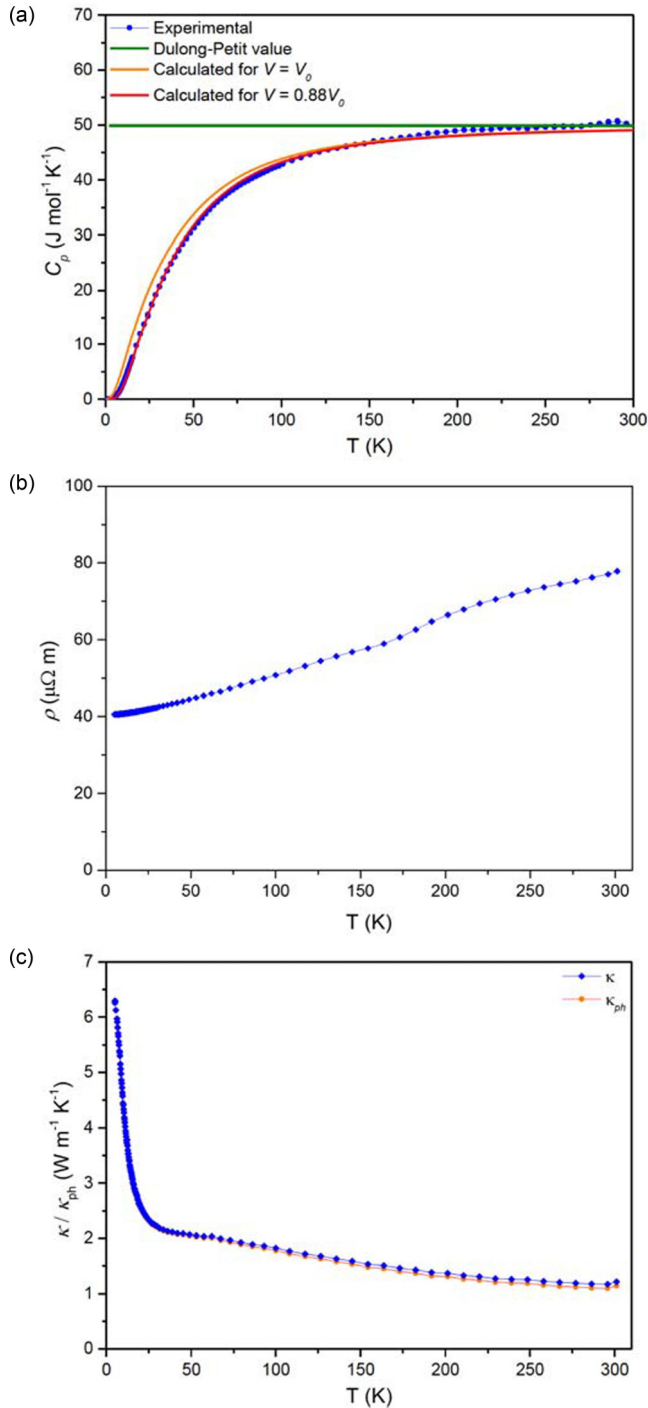 (a)
Experimental
Dulong-Petit value
Calculated for V = V₀
Calculated for V = 0.88V₀
70
60
50
40
30
20
10
0
Cₚ (J mol⁻¹ K⁻¹)
0 50 100 150 200 250 300
T (K)
(b)
100
80
60
40
20
0
ρ (μΩ m)
0 50 100 150 200 250 300
T (K)
(c)
κ
κₚₕ
7
6
5
4
3
2
1
0
κ / κₚₕ (W m⁻¹ K⁻¹)
0 50 100 150 200 250 300
T (K)